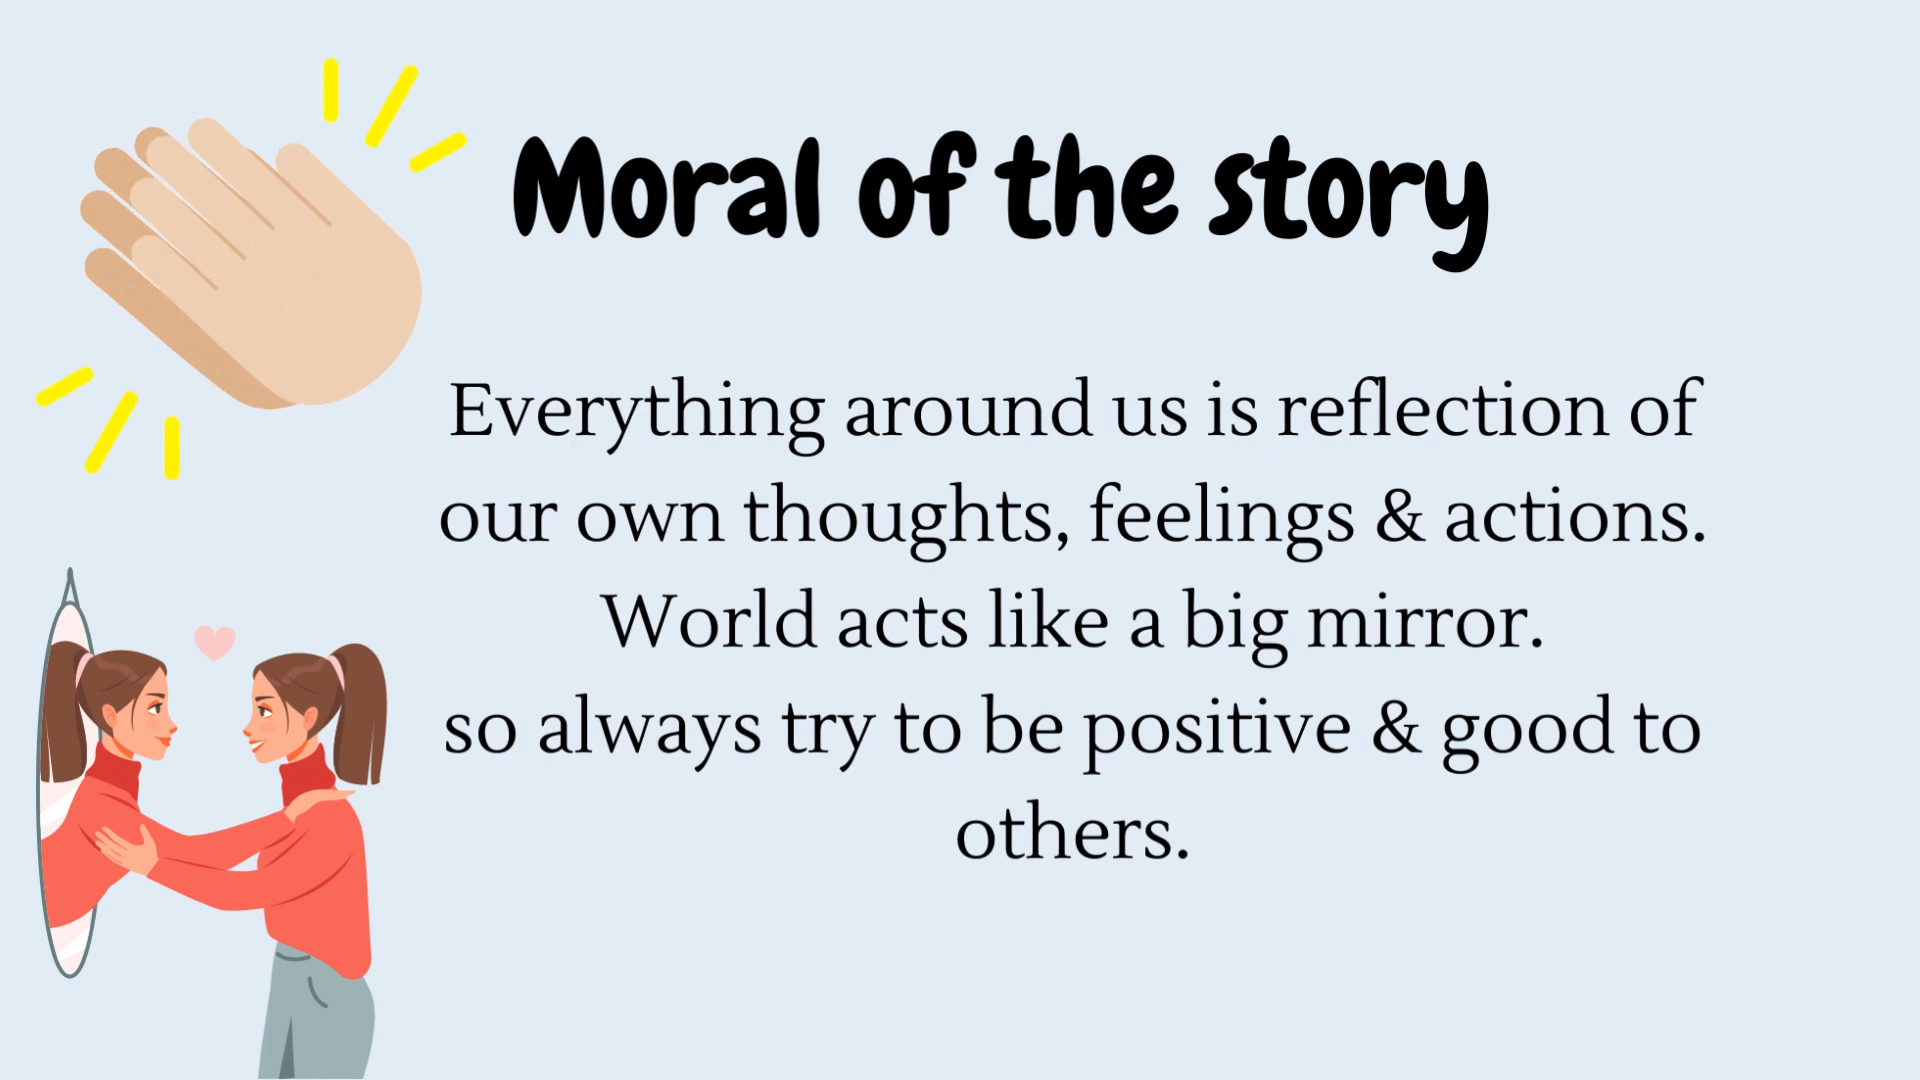 Moral of the story
Everything around us is reflection of
our own thoughts, feelings & actions.
World acts like a big mirror.
so always try to be positive & good to
others.